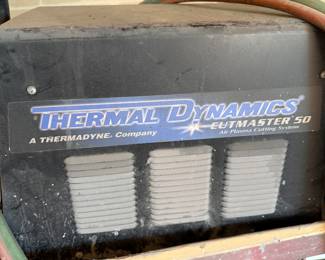 THERMAL DYNAMICS®
CUTMASTER 50
A THERMADYNE® Company
Air Plasma Cutting System